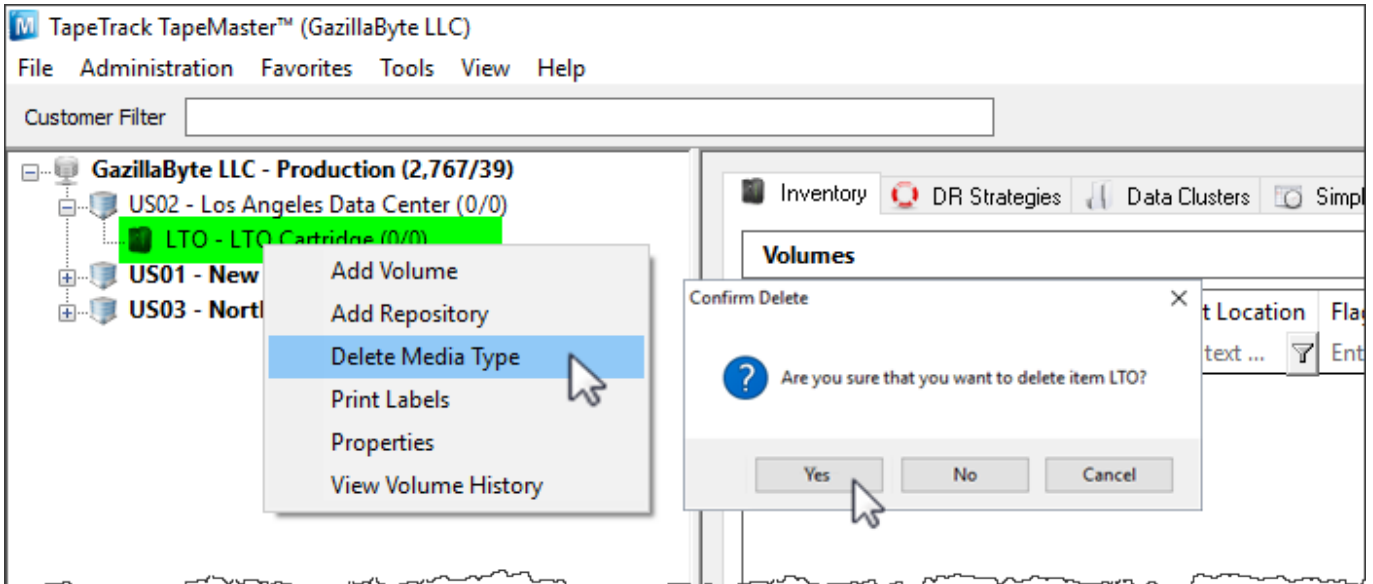 TapeTrack TapeMaster™ (GazillaByte LLC)
File Administration Favorites Tools View Help
Customer Filter
GazillaByte LLC - Production (2,767/39)
US02 - Los Angeles Data Center (0/0)
LTO - LTO Cartridge (0/0)
US01 - New
US03 - North
Add Volume
Add Repository
Delete Media Type
Print Labels
Properties
View Volume History
Inventory DR Strategies Data Clusters Simpl
Volumes
t Location Flag
text ... Ent
Confirm Delete
Are you sure that you want to delete item LTO?
Yes No Cancel